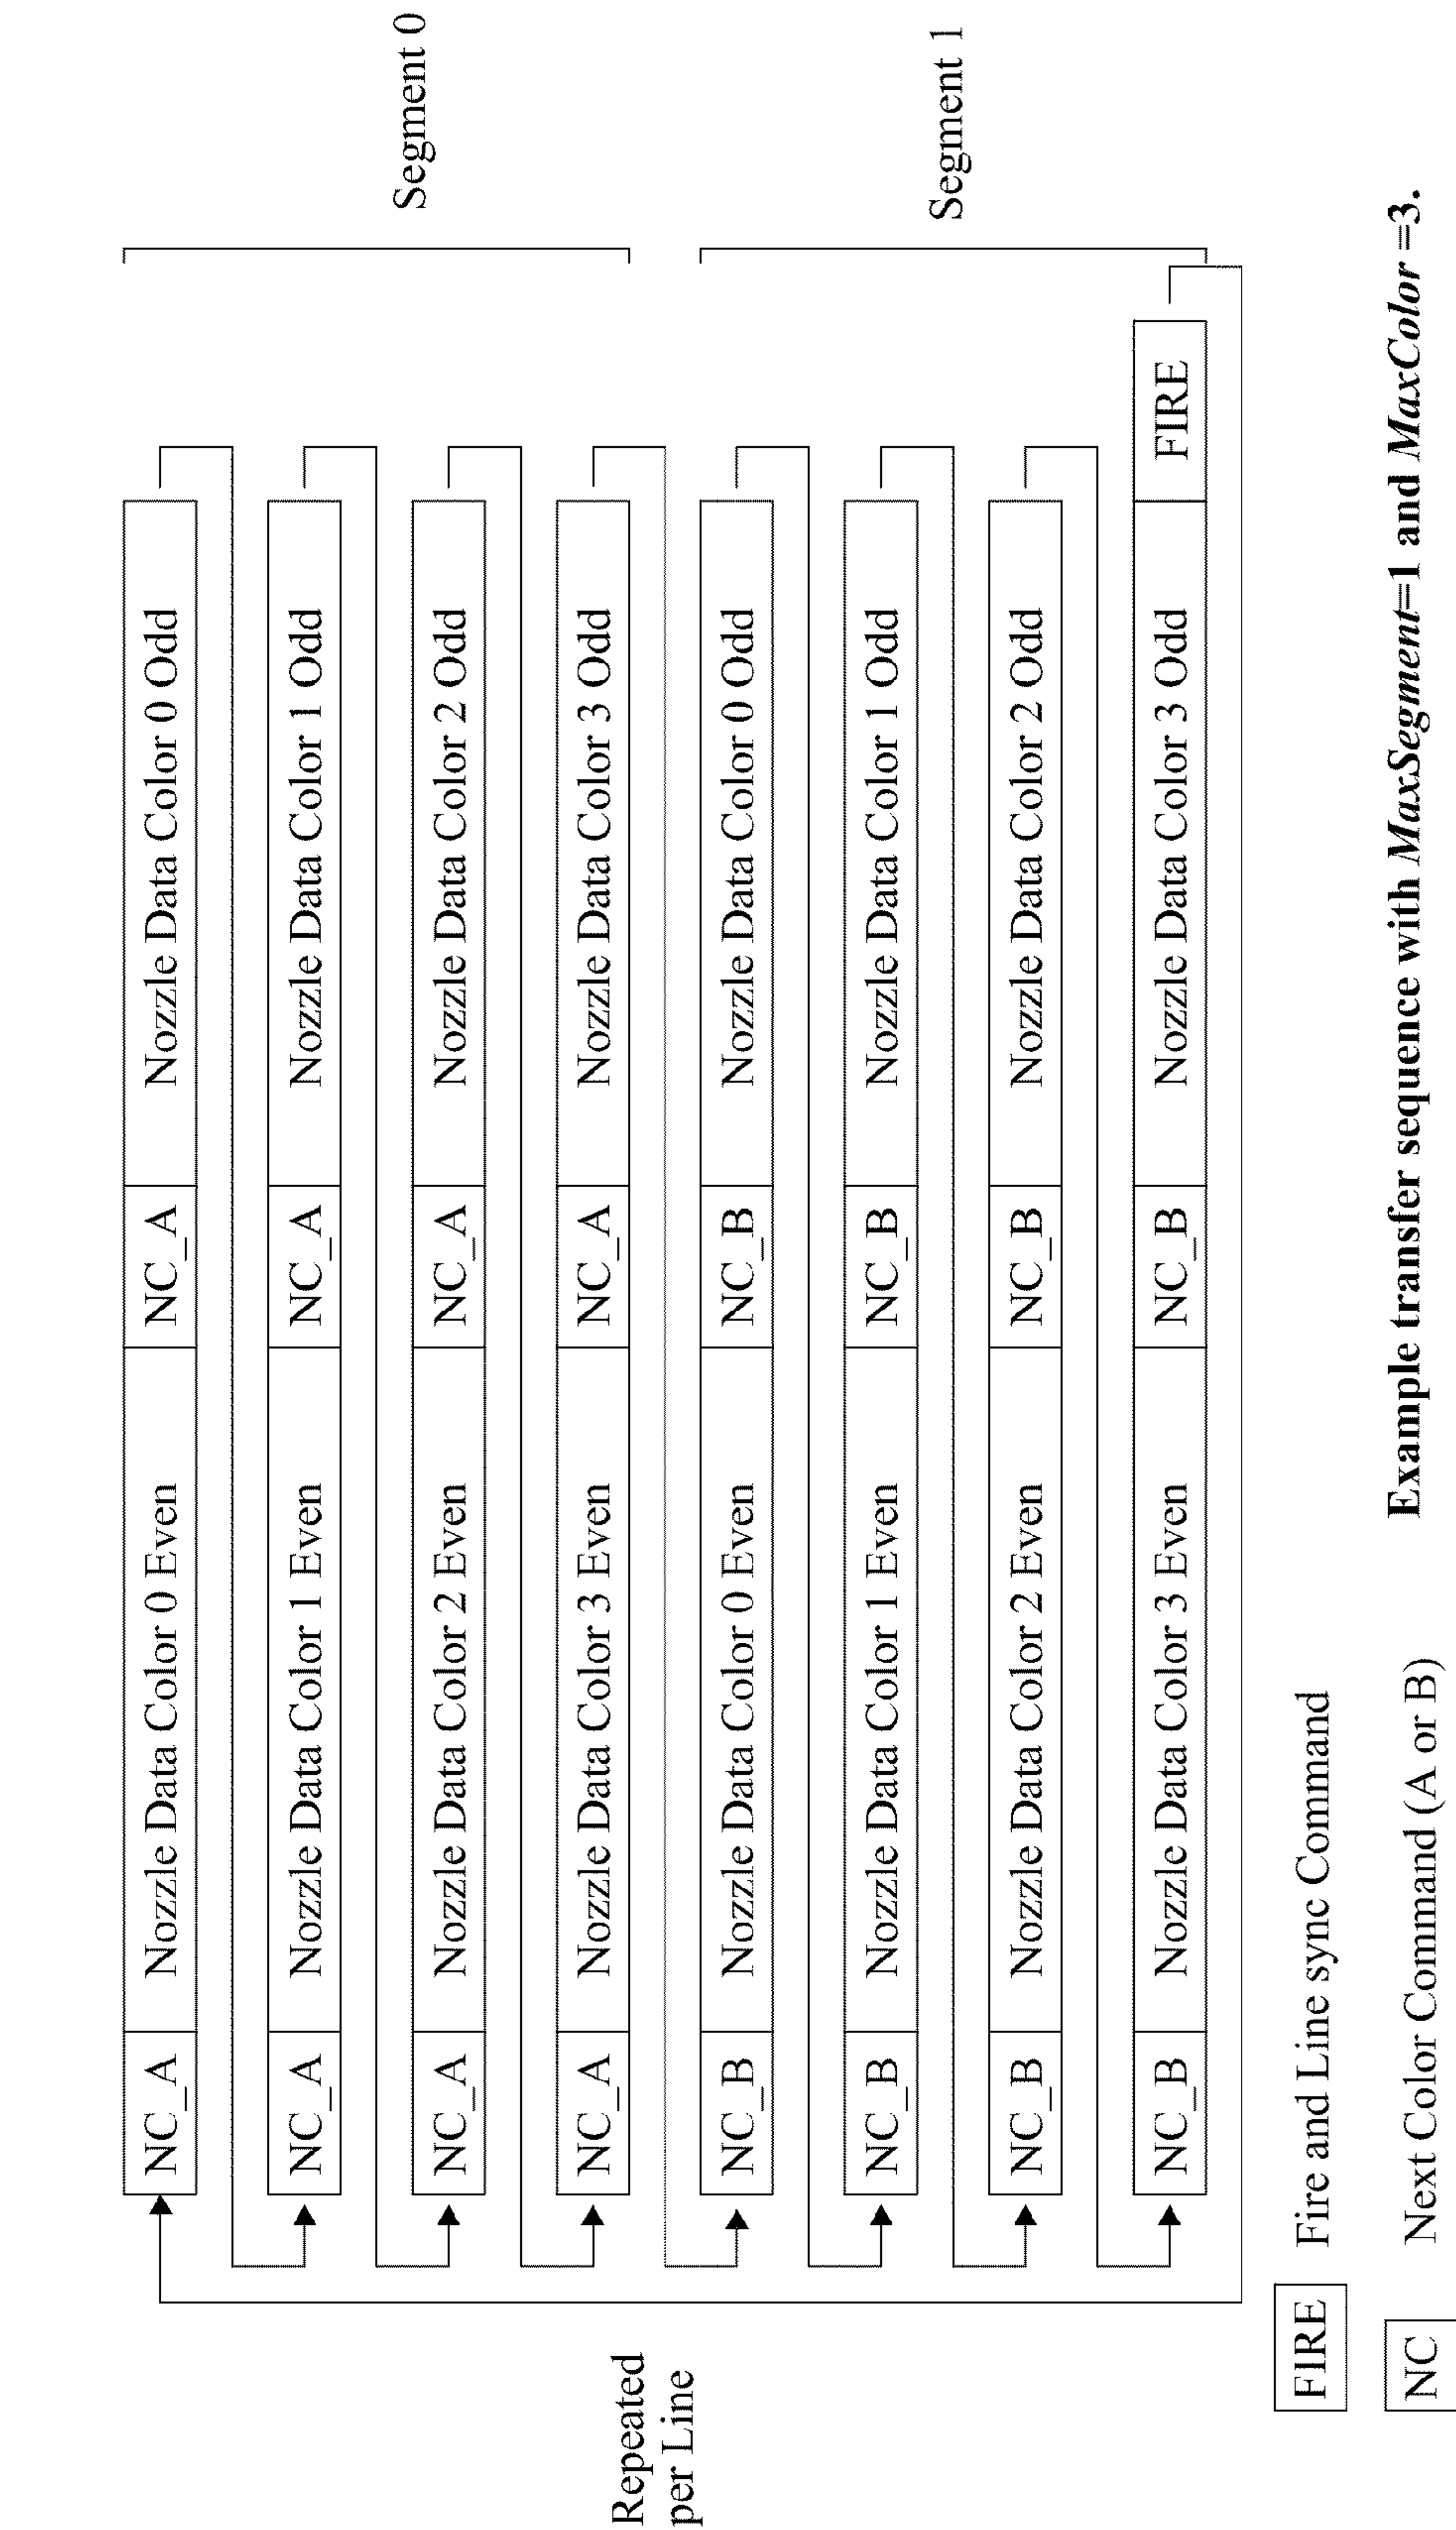 NC_A Nozzle Data Color 0 Even NC_A Nozzle Data Color 0 Odd
NC_A Nozzle Data Color 1 Even NC_A Nozzle Data Color 1 Odd
NC_A Nozzle Data Color 2 Even NC_A Nozzle Data Color 2 Odd
NC_A Nozzle Data Color 3 Even NC_A Nozzle Data Color 3 Odd
Segment 0
Repeated
per Line
NC_B Nozzle Data Color 0 Even NC_B Nozzle Data Color 0 Odd
NC_B Nozzle Data Color 1 Even NC_B Nozzle Data Color 1 Odd
NC_B Nozzle Data Color 2 Even NC_B Nozzle Data Color 2 Odd
NC_B Nozzle Data Color 3 Even NC_B Nozzle Data Color 3 Odd FIRE
Segment 1
FIRE Fire and Line sync Command
NC Next Color Command (A or B)
Example transfer sequence with MaxSegment=1 and MaxColor =3.